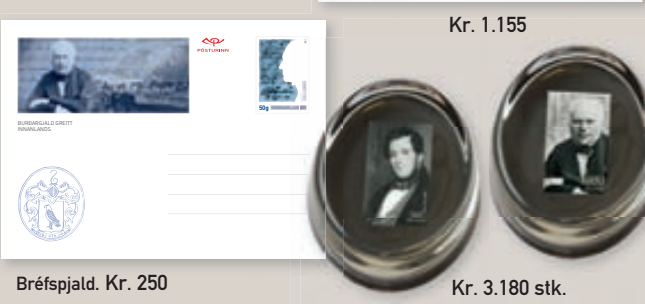 Kr. 1.155
PÓSTURINN
50g
BURÐARGJALD GREITT
INNANLANDS
Bréfspjald. Kr. 250
Kr. 3.180 stk.